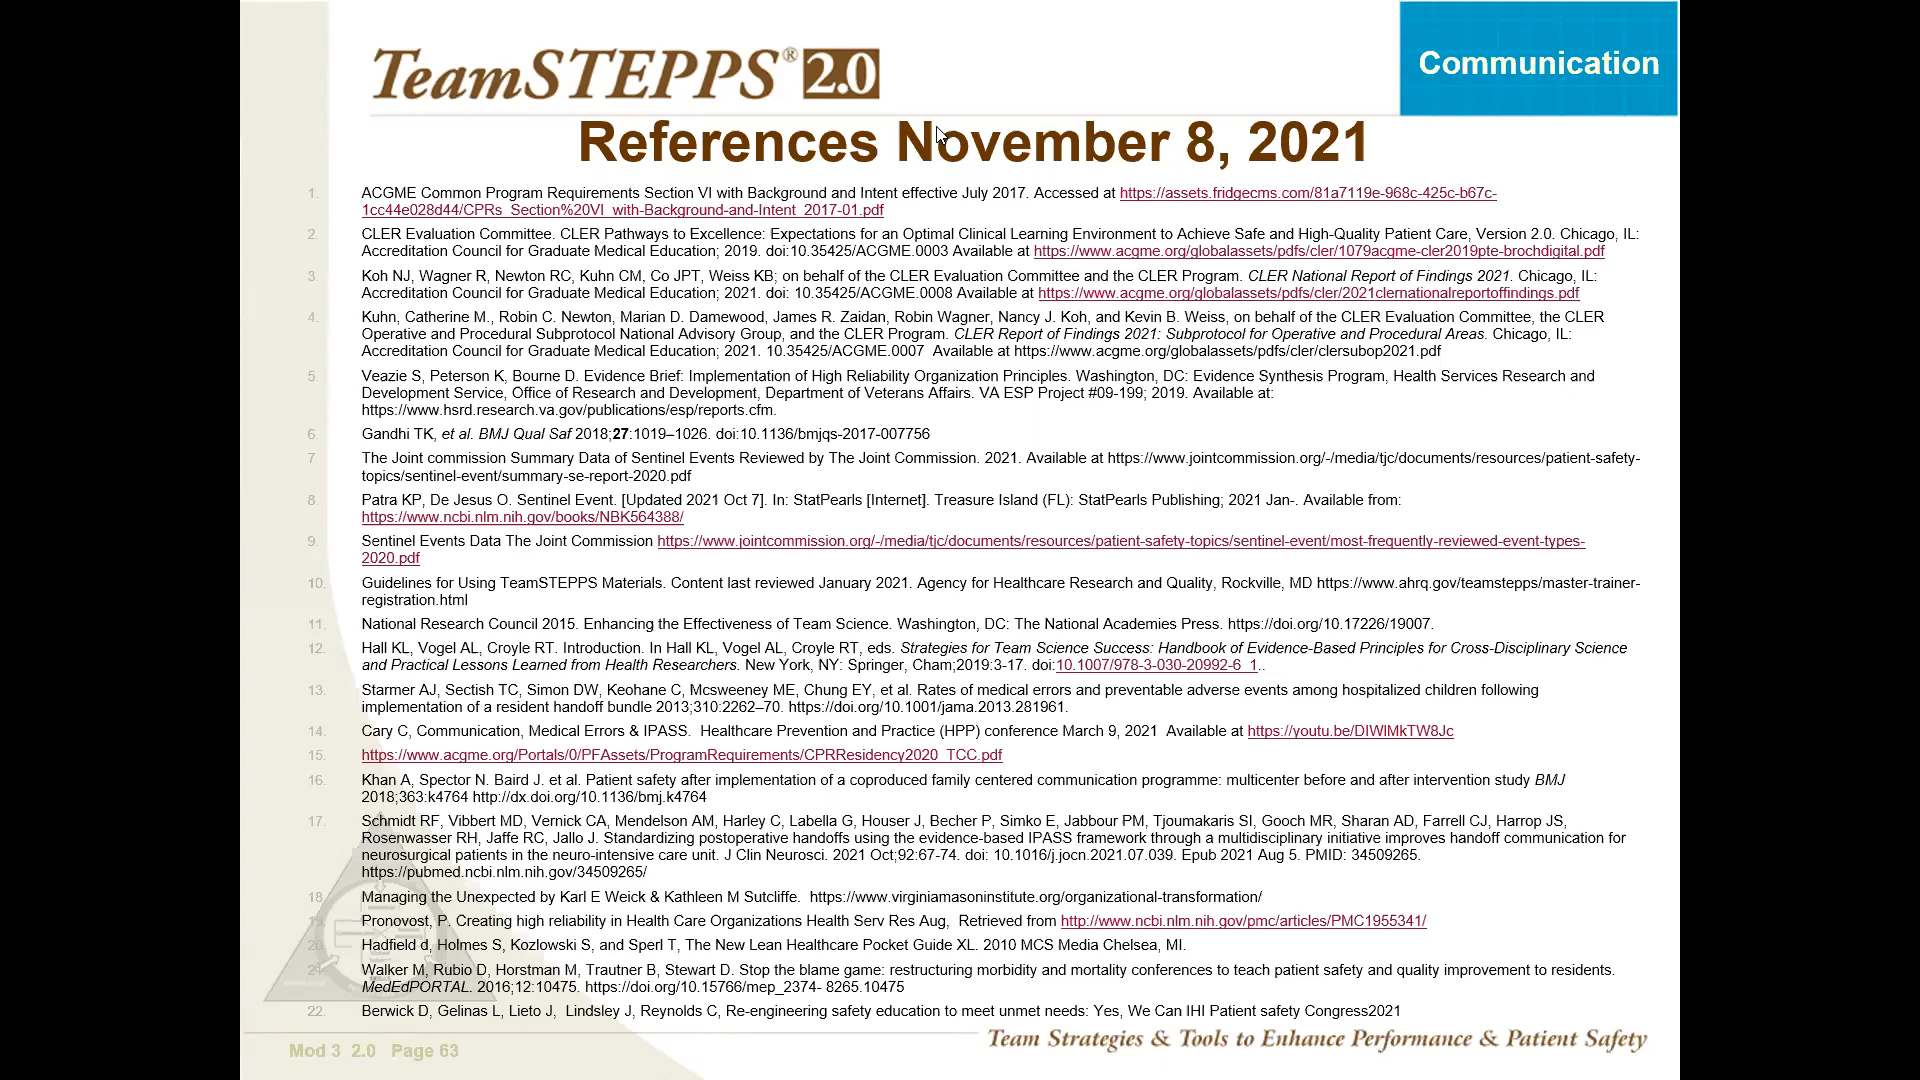 TeamSTEPPS® 2.0
Communication
References November 8, 2021
1. ACGME Common Program Requirements Section VI with Background and Intent effective July 2017. Accessed at https://assets.fridgecms.com/81a7119e-968c-425c-b67c-
1cc44e028d44/CPRs_Section%20VI_with-Background-and-Intent_2017-01.pdf
2. CLER Evaluation Committee. CLER Pathways to Excellence: Expectations for an Optimal Clinical Learning Environment to Achieve Safe and High-Quality Patient Care, Version 2.0. Chicago, IL:
Accreditation Council for Graduate Medical Education; 2019. doi:10.35425/ACGME.0003 Available at https://www.acgme.org/globalassets/pdfs/cler/1079acgme-cler2019pte-brochdigital.pdf
3. Koh NJ, Wagner R, Newton RC, Kuhn CM, Co JPT, Weiss KB; on behalf of the CLER Evaluation Committee and the CLER Program. CLER National Report of Findings 2021. Chicago, IL:
Accreditation Council for Graduate Medical Education; 2021. doi: 10.35425/ACGME.0008 Available at https://www.acgme.org/globalassets/pdfs/cler/2021clernationalreportoffindings.pdf
4. Kuhn, Catherine M., Robin C. Newton, Marian D. Damewood, James R. Zaidan, Robin Wagner, Nancy J. Koh, and Kevin B. Weiss, on behalf of the CLER Evaluation Committee, the CLER
Operative and Procedural Subprotocol National Advisory Group, and the CLER Program. CLER Report of Findings 2021: Subprotocol for Operative and Procedural Areas. Chicago, IL:
Accreditation Council for Graduate Medical Education; 2021. 10.35425/ACGME.0007 Available at https://www.acgme.org/globalassets/pdfs/cler/clersubop2021.pdf
5. Veazie S, Peterson K, Bourne D. Evidence Brief: Implementation of High Reliability Organization Principles. Washington, DC: Evidence Synthesis Program, Health Services Research and
Development Service, Office of Research and Development, Department of Veterans Affairs. VA ESP Project #09-199; 2019. Available at:
https://www.hsrd.research.va.gov/publications/esp/reports.cfm.
6. Gandhi TK, et al. BMJ Qual Saf 2018;27:1019–1026. doi:10.1136/bmjqs-2017-007756
7. The Joint commission Summary Data of Sentinel Events Reviewed by The Joint Commission. 2021. Available at https://www.jointcommission.org/-/media/tjc/documents/resources/patient-safety-
topics/sentinel-event/summary-se-report-2020.pdf
8. Patra KP, De Jesus O. Sentinel Event. [Updated 2021 Oct 7]. In: StatPearls [Internet]. Treasure Island (FL): StatPearls Publishing; 2021 Jan-. Available from:
https://www.ncbi.nlm.nih.gov/books/NBK564388/
9. Sentinel Events Data The Joint Commission https://www.jointcommission.org/-/media/tjc/documents/resources/patient-safety-topics/sentinel-event/most-frequently-reviewed-event-types-
2020.pdf
10. Guidelines for Using TeamSTEPPS Materials. Content last reviewed January 2021. Agency for Healthcare Research and Quality, Rockville, MD https://www.ahrq.gov/teamstepps/master-trainer-
registration.html
11. National Research Council 2015. Enhancing the Effectiveness of Team Science. Washington, DC: The National Academies Press. https://doi.org/10.17226/19007.
12. Hall KL, Vogel AL, Croyle RT. Introduction. In Hall KL, Vogel AL, Croyle RT, eds. Strategies for Team Science Success: Handbook of Evidence-Based Principles for Cross-Disciplinary Science
and Practical Lessons Learned from Health Researchers. New York, NY: Springer, Cham;2019:3-17. doi:10.1007/978-3-030-20992-6_1..
13. Starmer AJ, Sectish TC, Simon DW, Keohane C, Mcsweeney ME, Chung EY, et al. Rates of medical errors and preventable adverse events among hospitalized children following
implementation of a resident handoff bundle 2013;310:2262–70. https://doi.org/10.1001/jama.2013.281961.
14. Cary C, Communication, Medical Errors & IPASS. Healthcare Prevention and Practice (HPP) conference March 9, 2021 Available at https://youtu.be/DIWlMkTW8Jc
15. https://www.acgme.org/Portals/0/PFAssets/ProgramRequirements/CPRResidency2020_TCC.pdf
16. Khan A, Spector N. Baird J. et al. Patient safety after implementation of a coproduced family centered communication programme: multicenter before and after intervention study BMJ
2018;363:k4764 http://dx.doi.org/10.1136/bmj.k4764
17. Schmidt RF, Vibbert MD, Vernick CA, Mendelson AM, Harley C, Labella G, Houser J, Becher P, Simko E, Jabbour PM, Tjoumakaris SI, Gooch MR, Sharan AD, Farrell CJ, Harrop JS,
Rosenwasser RH, Jaffe RC, Jallo J. Standardizing postoperative handoffs using the evidence-based IPASS framework through a multidisciplinary initiative improves handoff communication for
neurosurgical patients in the neuro-intensive care unit. J Clin Neurosci. 2021 Oct;92:67-74. doi: 10.1016/j.jocn.2021.07.039. Epub 2021 Aug 5. PMID: 34509265.
https://pubmed.ncbi.nlm.nih.gov/34509265/
18. Managing the Unexpected by Karl E Weick & Kathleen M Sutcliffe. https://www.virginiamasoninstitute.org/organizational-transformation/
19. Pronovost, P. Creating high reliability in Health Care Organizations Health Serv Res Aug, Retrieved from http://www.ncbi.nlm.nih.gov/pmc/articles/PMC1955341/
20. Hadfield d, Holmes S, Kozlowski S, and Sperl T, The New Lean Healthcare Pocket Guide XL. 2010 MCS Media Chelsea, MI.
21. Walker M, Rubio D, Horstman M, Trautner B, Stewart D. Stop the blame game: restructuring morbidity and mortality conferences to teach patient safety and quality improvement to residents.
MedEdPORTAL. 2016;12:10475. https://doi.org/10.15766/mep_2374- 8265.10475
22. Berwick D, Gelinas L, Lieto J, Lindsley J, Reynolds C, Re-engineering safety education to meet unmet needs: Yes, We Can IHI Patient safety Congress2021
Mod 3 2.0 Page 63
Team Strategies & Tools to Enhance Performance & Patient Safety